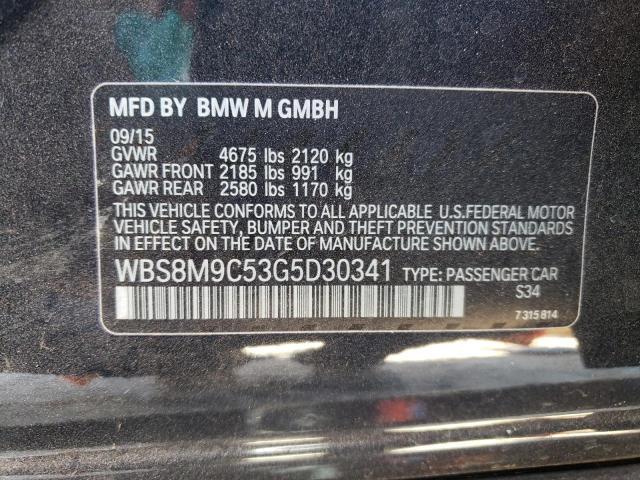 MFD BY BMW M GMBH
09/15
GVWR 4675 lbs 2120 kg
GAWR FRONT 2185 lbs 991 kg
GAWR REAR 2580 lbs 1170 kg
THIS VEHICLE CONFORMS TO ALL APPLICABLE U.S.FEDERAL MOTOR
VEHICLE SAFETY, BUMPER AND THEFT PREVENTION STANDARDS
IN EFFECT ON THE DATE OF MANUFACTURE SHOWN ABOVE.
WBS8M9C53G5D30341 TYPE: PASSENGER CAR
S34
7315814